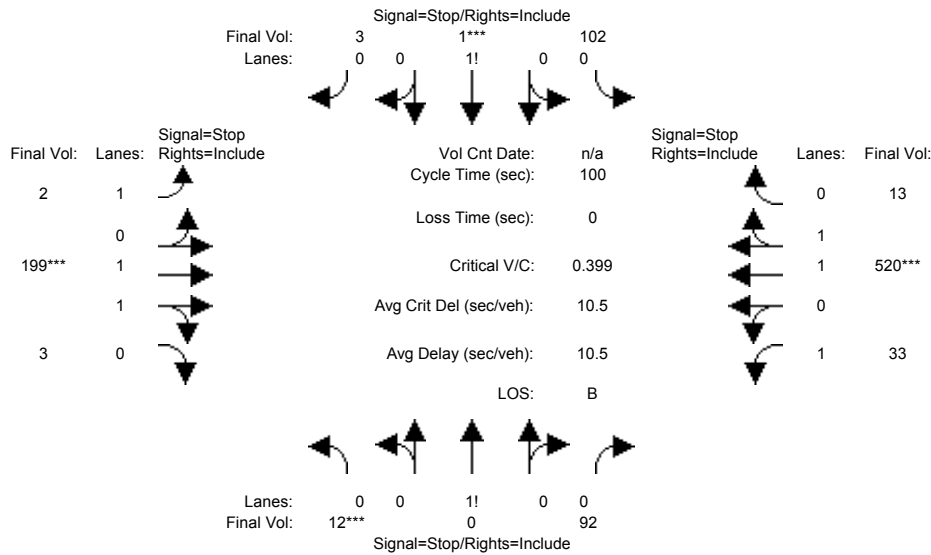 Signal=Stop/Rights=Include
Final Vol: 3 1*** 102
Lanes: 0 0 1! 0 0
Signal=Stop Signal=Stop
Final Vol: Lanes: Rights=Include Vol Cnt Date: n/a Rights=Include Lanes: Final Vol:
Cycle Time (sec): 100
2 1 0 13
Loss Time (sec): 0
0 1
199*** 1 Critical V/C: 0.399 1 520***
1 Avg Crit Del (sec/veh): 10.5 0
3 0 Avg Delay (sec/veh): 10.5 1 33
LOS: B
Lanes: 0 0 1! 0 0
Final Vol: 12*** 0 92
Signal=Stop/Rights=Include